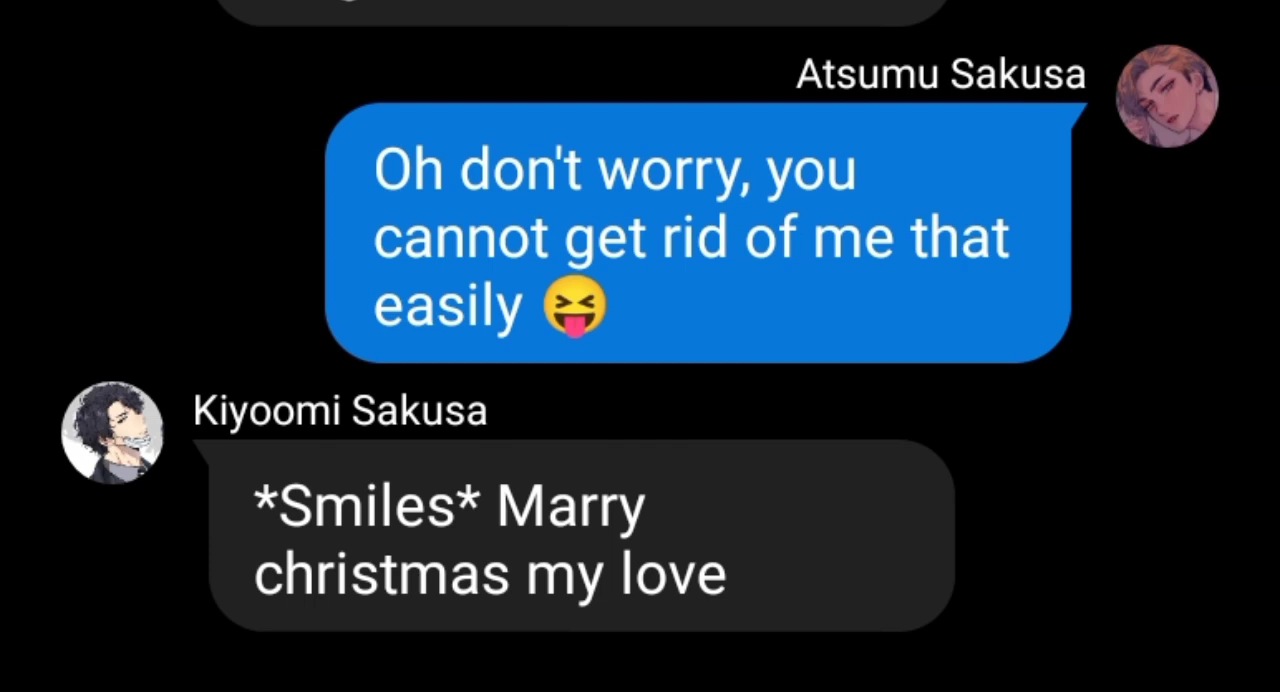 Atsumu Sakusa
Oh don't worry, you
cannot get rid of me that
easily 😝
Kiyoomi Sakusa
*Smiles* Marry
christmas my love